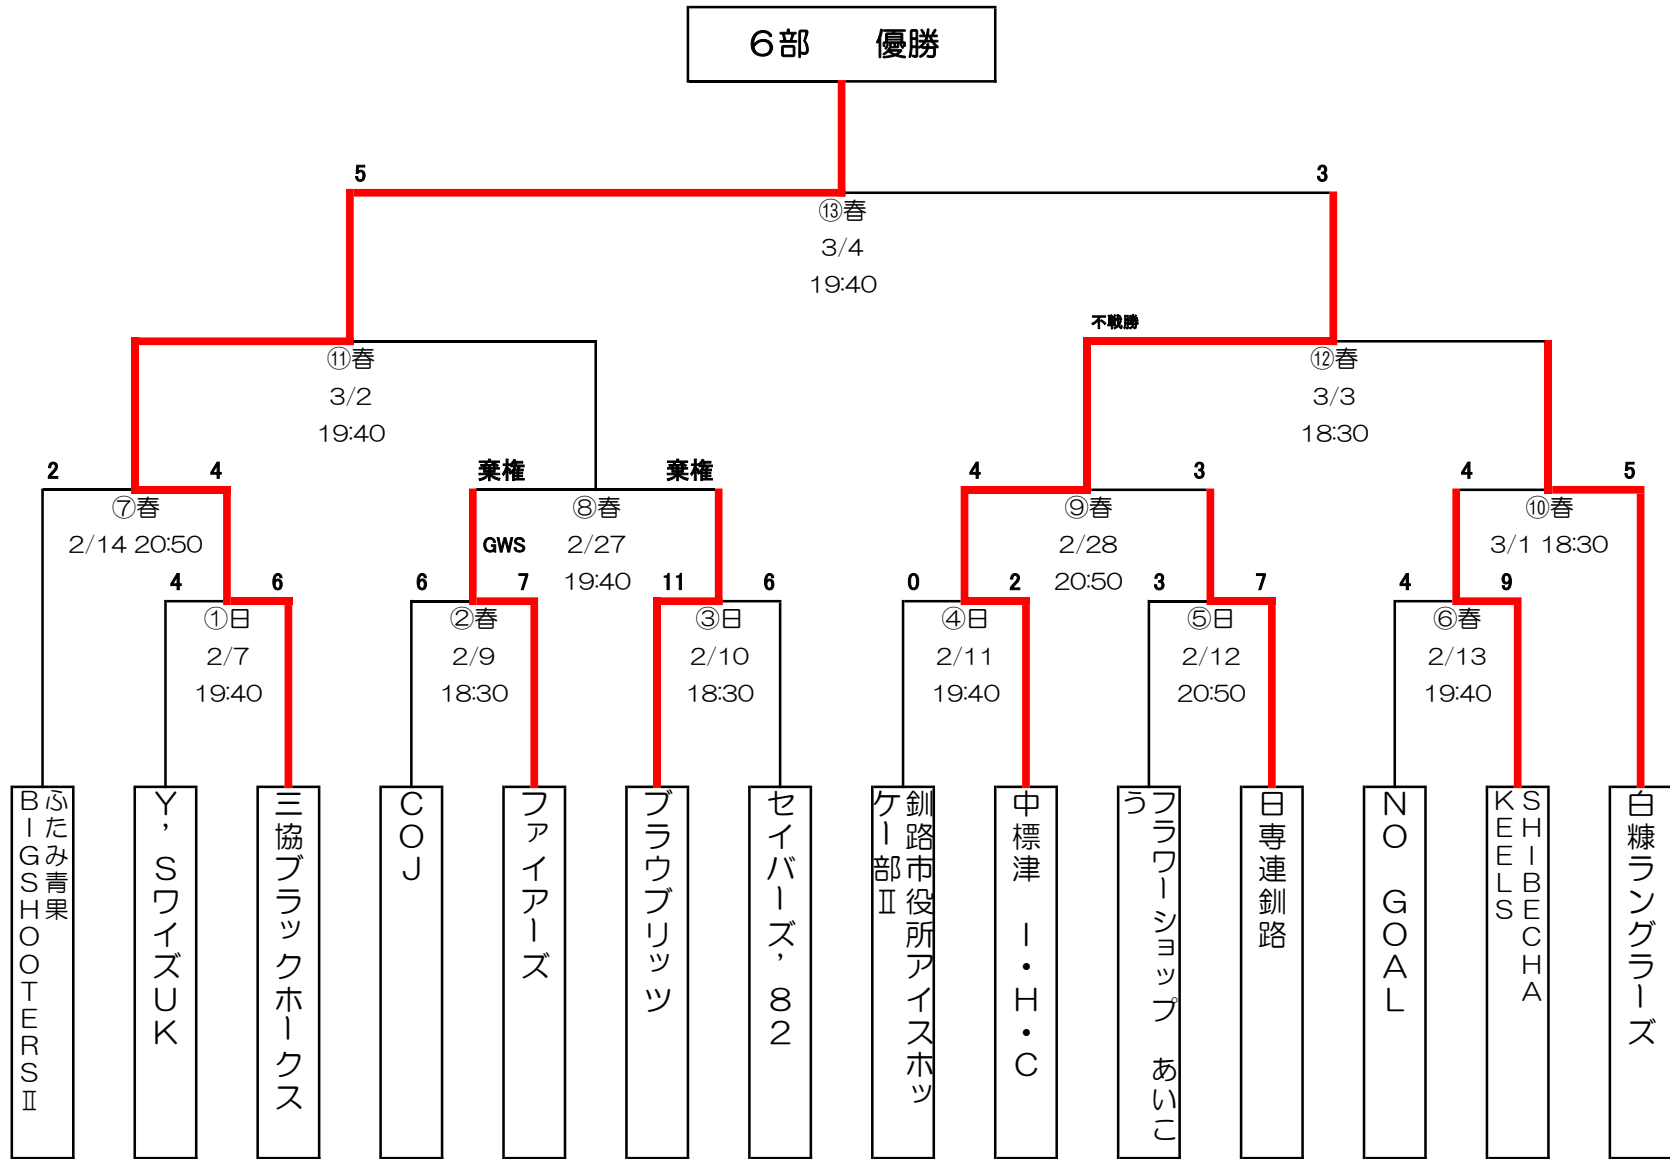 6部　優勝
5
3
⑬春
3/4
19:40
不戦勝
⑪春
3/2
19:40
⑫春
3/3
18:30
2
4
棄権
棄権
4
3
4
5
⑦春
2/14 20:50
⑧春
2/27
19:40
GWS
⑨春
2/28
20:50
⑩春
3/1 18:30
4
6
6
7
11
6
0
2
3
7
4
9
①日
2/7
19:40
②春
2/9
18:30
③日
2/10
18:30
④日
2/11
19:40
⑤日
2/12
20:50
⑥春
2/13
19:40
ふたみ青果
BIGSHOOTERSⅡ
Y’SワイズUK
三協ブラックホークス
COJ
ファイアーズ
ブラウブリッツ
セイバーズ’82
釧路市役所アイスホッ
ケー部Ⅱ
中標津　I・H・C
フラワーショップ　あいこ
う
日専連釧路
NO　GOAL
SHIBECHA
KEELS
白糠ラングラーズ